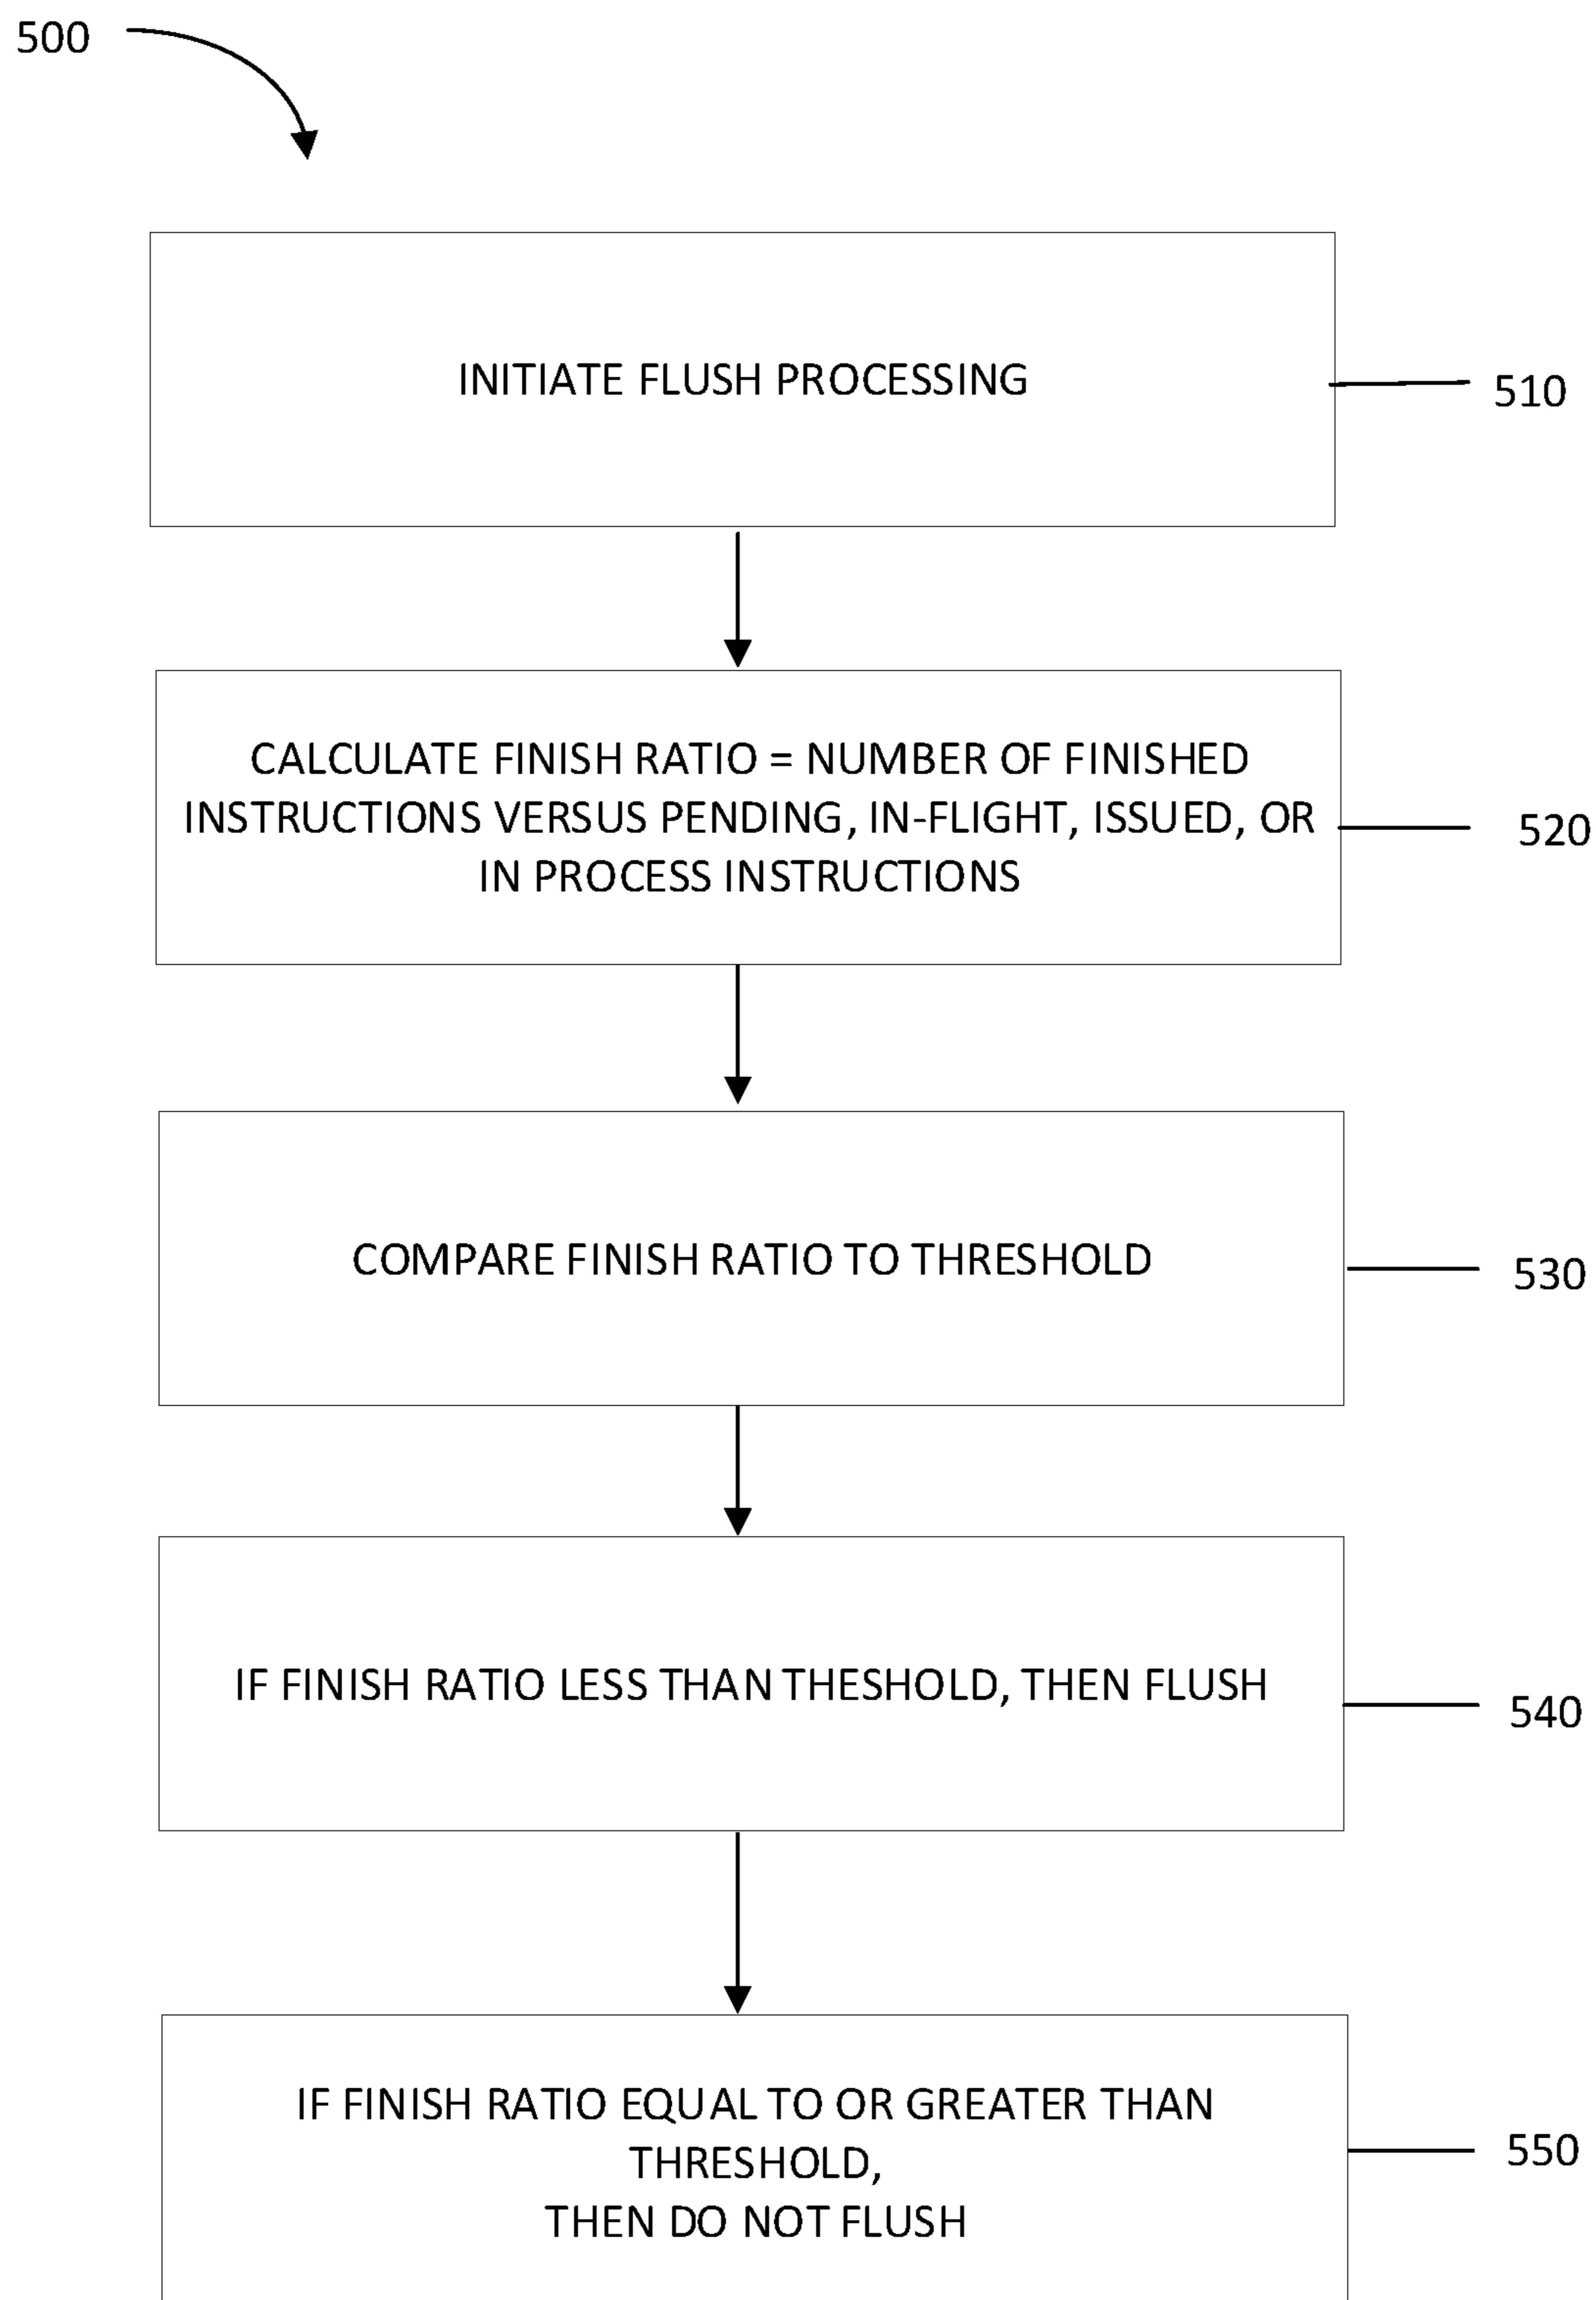 500
INITIATE FLUSH PROCESSING
510
CALCULATE FINISH RATIO = NUMBER OF FINISHED
INSTRUCTIONS VERSUS PENDING, IN-FLIGHT, ISSUED, OR
IN PROCESS INSTRUCTIONS
520
COMPARE FINISH RATIO TO THRESHOLD
530
IF FINISH RATIO LESS THAN THESHOLD, THEN FLUSH
540
IF FINISH RATIO EQUAL TO OR GREATER THAN
THRESHOLD,
THEN DO NOT FLUSH
550